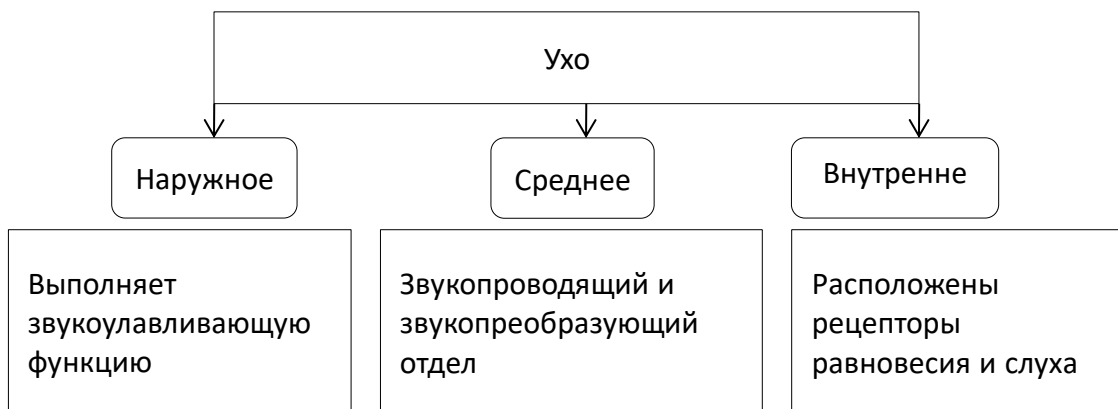 Ухо
Наружное
Среднее
Внутренне
Выполняет
звукоулавливающую
функцию
Звукопроводящий и
звукопреобразующий
отдел
Расположены
рецепторы
равновесия и слуха